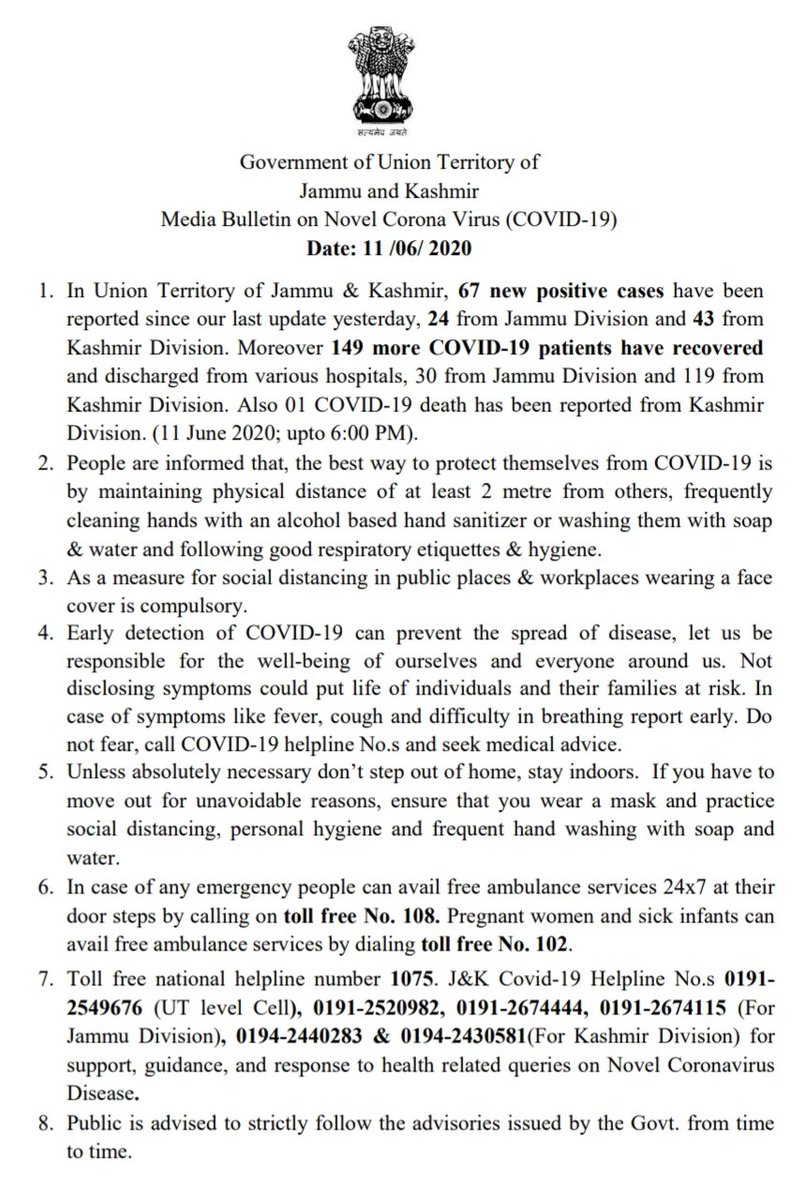 सत्यमेव जयते
Government of Union Territory of
Jammu and Kashmir
Media Bulletin on Novel Corona Virus (COVID-19)
Date: 11 /06/ 2020
1. In Union Territory of Jammu & Kashmir, 67 new positive cases have been
reported since our last update yesterday, 24 from Jammu Division and 43 from
Kashmir Division. Moreover 149 more COVID-19 patients have recovered
and discharged from various hospitals, 30 from Jammu Division and 119 from
Kashmir Division. Also 01 COVID-19 death has been reported from Kashmir
Division. (11 June 2020; upto 6:00 PM).
2. People are informed that, the best way to protect themselves from COVID-19 is
by maintaining physical distance of at least 2 metre from others, frequently
cleaning hands with an alcohol based hand sanitizer or washing them with soap
& water and following good respiratory etiquettes & hygiene.
3. As a measure for social distancing in public places & workplaces wearing a face
cover is compulsory.
4. Early detection of COVID-19 can prevent the spread of disease, let us be
responsible for the well-being of ourselves and everyone around us. Not
disclosing symptoms could put life of individuals and their families at risk. In
case of symptoms like fever, cough and difficulty in breathing report early. Do
not fear, call COVID-19 helpline No.s and seek medical advice.
5. Unless absolutely necessary don’t step out of home, stay indoors. If you have to
move out for unavoidable reasons, ensure that you wear a mask and practice
social distancing, personal hygiene and frequent hand washing with soap and
water.
6. In case of any emergency people can avail free ambulance services 24x7 at their
door steps by calling on toll free No. 108. Pregnant women and sick infants can
avail free ambulance services by dialing toll free No. 102.
7. Toll free national helpline number 1075. J&K Covid-19 Helpline No.s 0191-
2549676 (UT level Cell), 0191-2520982, 0191-2674444, 0191-2674115 (For
Jammu Division), 0194-2440283 & 0194-2430581(For Kashmir Division) for
support, guidance, and response to health related queries on Novel Coronavirus
Disease.
8. Public is advised to strictly follow the advisories issued by the Govt. from time
to time.